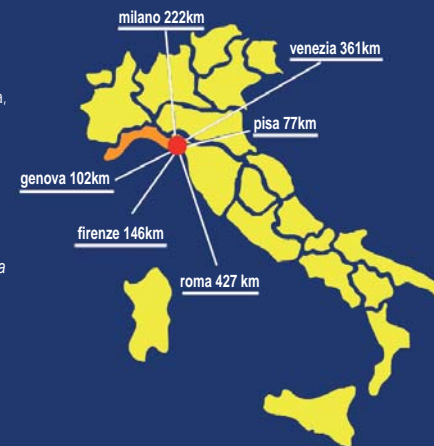 milano 222km
venezia 361km
a,
pisa 77km
genova 102km
firenze 146km
a
roma 427 km